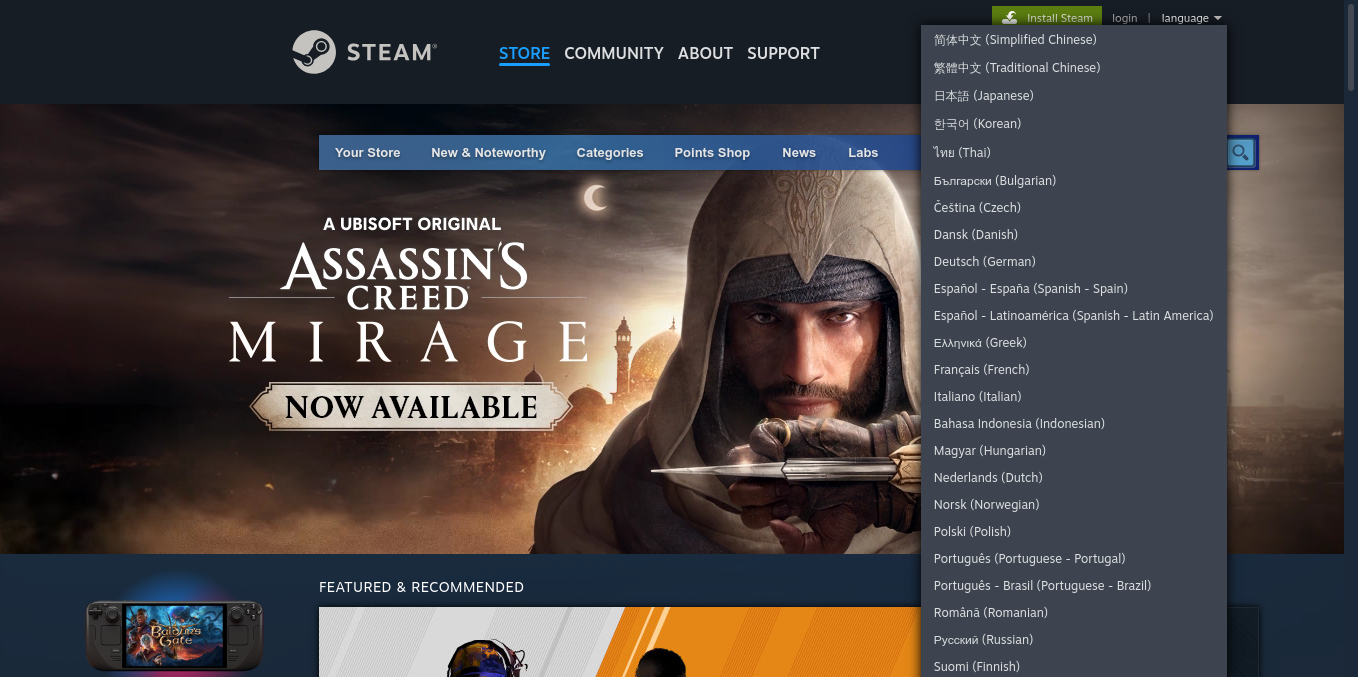 Install Steam
login | language
STEAM®
STORE COMMUNITY ABOUT SUPPORT
Your Store New & Noteworthy Categories Points Shop News Labs
A UBISOFT ORIGINAL
ASSASSIN'S
CREED
MIRAGE
NOW AVAILABLE
简体中文 (Simplified Chinese)
繁體中文 (Traditional Chinese)
日本語 (Japanese)
한국어 (Korean)
ไทย (Thai)
Български (Bulgarian)
Čeština (Czech)
Dansk (Danish)
Deutsch (German)
Español - España (Spanish - Spain)
Español - Latinoamérica (Spanish - Latin America)
Ελληνικά (Greek)
Français (French)
Italiano (Italian)
Bahasa Indonesia (Indonesian)
Magyar (Hungarian)
Nederlands (Dutch)
Norsk (Norwegian)
Polski (Polish)
Português (Portuguese - Portugal)
Português - Brasil (Portuguese - Brazil)
Română (Romanian)
Русский (Russian)
Suomi (Finnish)
FEATURED & RECOMMENDED
Baldur's
Gate